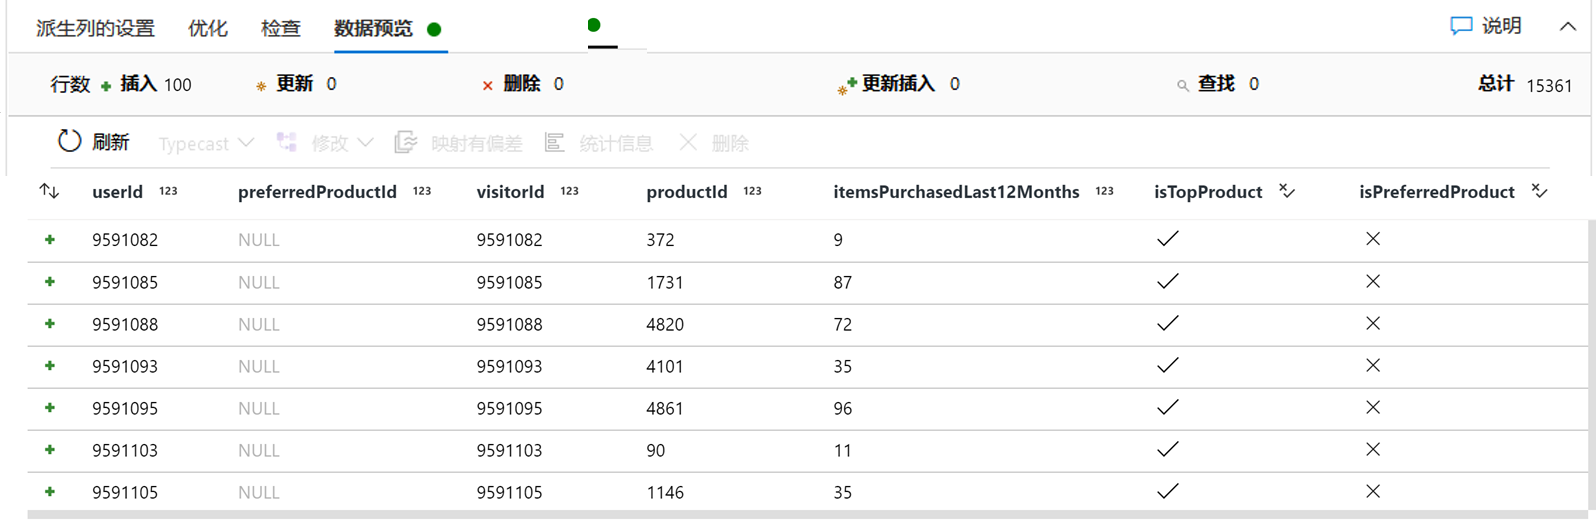 派生列的设置 优化 检查 数据预览 说明
行数 插入 100 更新 0 删除 0 更新插入 0 查找 0 总计 15361
刷新 Typecast 修改 映射有偏差 统计信息 删除
userId 123 preferredProductId 123 visitorId 123 productId 123 itemsPurchasedLast12Months 123 isTopProduct isPreferredProduct
9591082 NULL 9591082 372 9
9591085 NULL 9591085 1731 87
9591088 NULL 9591088 4820 72
9591093 NULL 9591093 4101 35
9591095 NULL 9591095 4861 96
9591103 NULL 9591103 90 11
9591105 NULL 9591105 1146 35